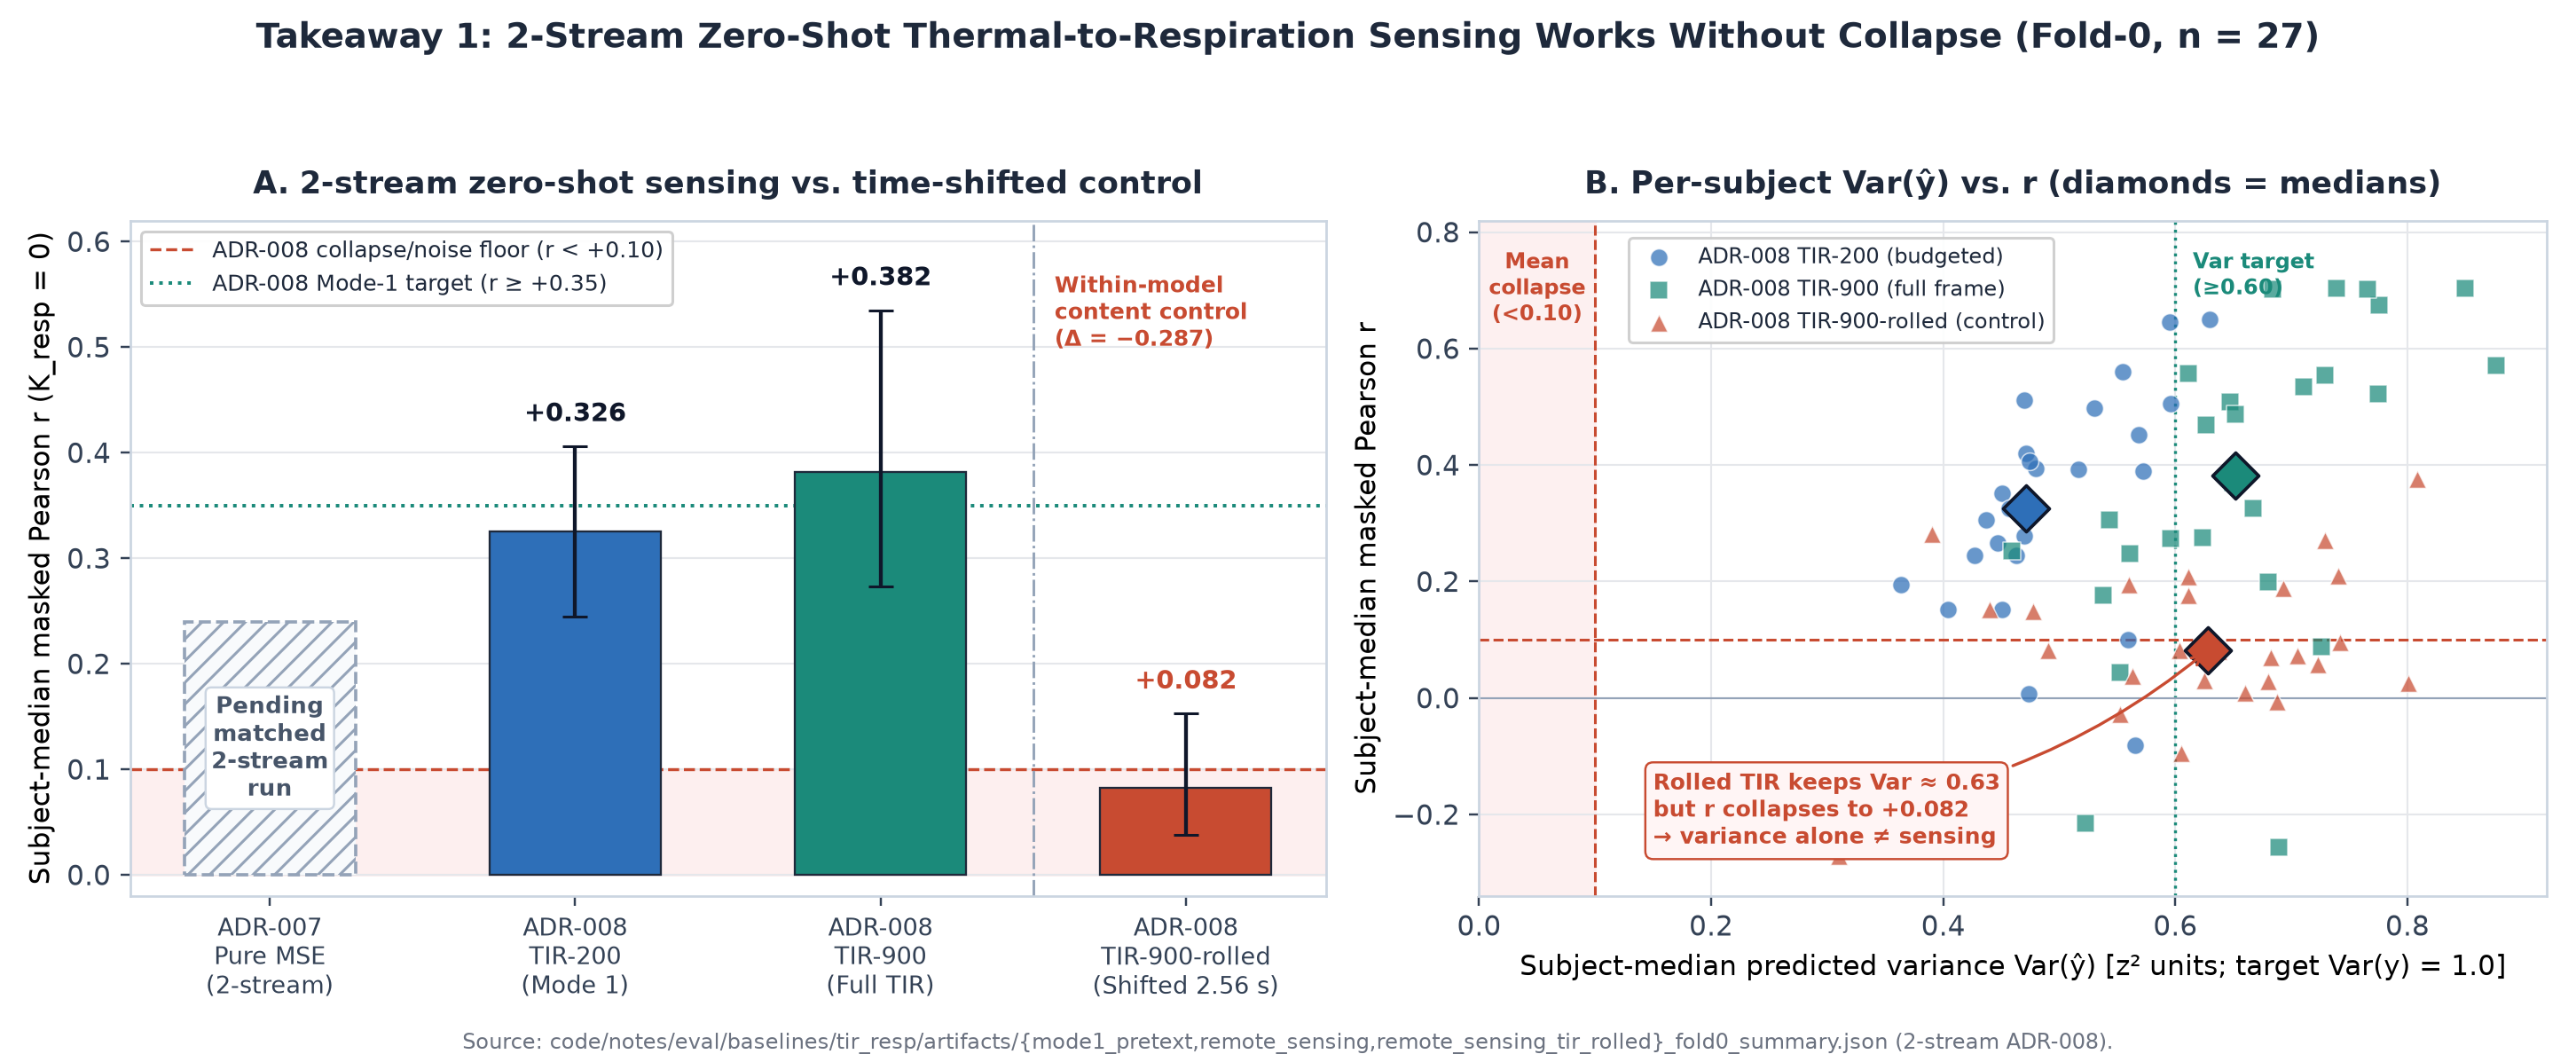 Takeaway 1: 2-Stream Zero-Shot Thermal-to-Respiration Sensing Works Without Collapse (Fold-0, n = 27)
A. 2-stream zero-shot sensing vs. time-shifted control
Subject-median masked Pearson r (K_resp = 0)
0.6
0.5
0.4
0.3
0.2
0.1
0.0
ADR-008 collapse/noise floor (r < +0.10)
ADR-008 Mode-1 target (r ≥ +0.35)
+0.326
+0.382
+0.082
Within-model
content control
(Δ = −0.287)
Pending
matched
2-stream
run
ADR-007
Pure MSE
(2-stream)
ADR-008
TIR-200
(Mode 1)
ADR-008
TIR-900
(Full TIR)
ADR-008
TIR-900-rolled
(Shifted 2.56 s)
B. Per-subject Var(ŷ) vs. r (diamonds = medians)
Subject-median masked Pearson r
0.8
0.6
0.4
0.2
0.0
−0.2
Mean
collapse
(<0.10)
ADR-008 TIR-200 (budgeted)
ADR-008 TIR-900 (full frame)
ADR-008 TIR-900-rolled (control)
Var target
(≥0.60)
Rolled TIR keeps Var ≈ 0.63
but r collapses to +0.082
→ variance alone ≠ sensing
0.0
0.2
0.4
0.6
0.8
Subject-median predicted variance Var(ŷ) [z² units; target Var(y) = 1.0]
Source: code/notes/eval/baselines/tir_resp/artifacts/{mode1_pretext,remote_sensing,remote_sensing_tir_rolled}_fold0_summary.json (2-stream ADR-008).